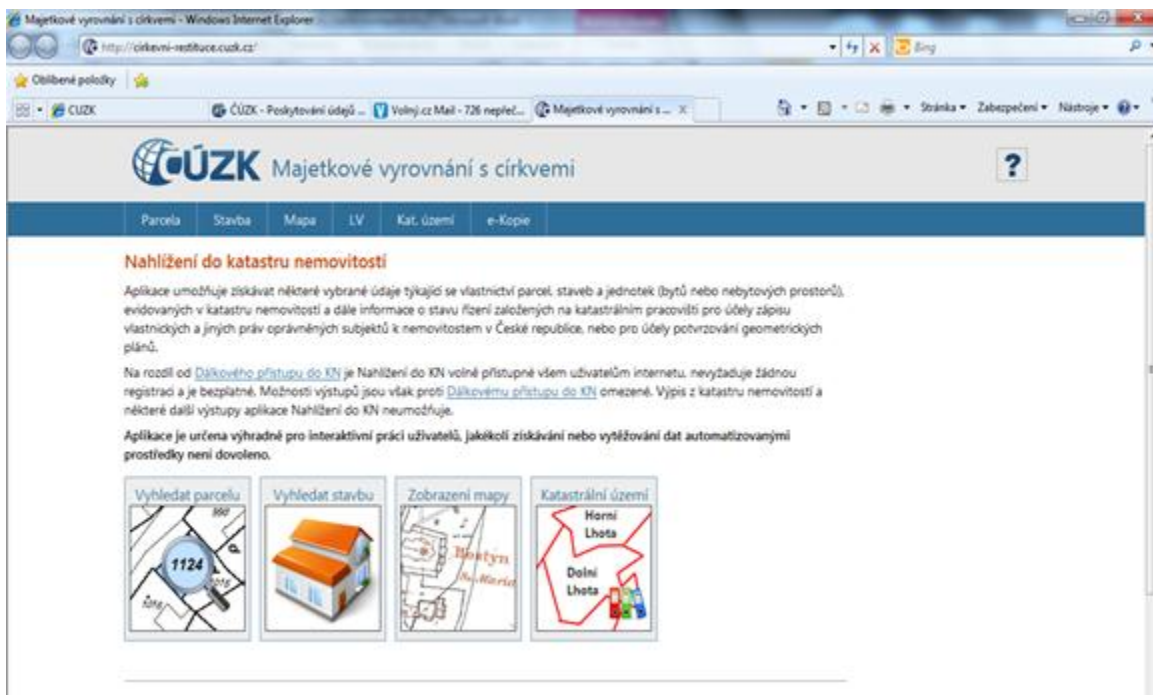 Majetkové vyrovnání s církvemi - Windows Internet Explorer
http://cirkevni-restituce.cuzk.cz/
Bing
Oblíbené položky
CUZK
ČÚZK - Poskytování údajů ...
Volný.cz Mail - 726 nepřeč...
Majetkové vyrovnání s ...
X
Stránka
Zabezpečení
Nástroje
ČÚZK Majetkové vyrovnání s církvemi
?
Parcela Stavba Mapa LV Kat. území e-Kopie
Nahlížení do katastru nemovitostí
Aplikace umožňuje získávat některé vybrané údaje týkající se vlastnictví parcel, staveb a jednotek (bytů nebo nebytových prostorů),
evidovaných v katastru nemovitostí a dále informace o stavu řízení založených na katastrálním pracovišti pro účely zápisu
vlastnických a jiných práv oprávněných subjektů k nemovitostem v České republice, nebo pro účely potvrzování geometrických
plánů.
Na rozdíl od Dálkového přístupu do KN je Nahlížení do KN volně přístupné všem uživatelům internetu, nevyžaduje žádnou
registraci a je bezplatné. Možnosti výstupů jsou však proti Dálkovému přístupu do KN omezené. Výpis z katastru nemovitostí a
některé další výstupy aplikace Nahlížení do KN neumožňuje.
Aplikace je určena výhradně pro interaktivní práci uživatelů, jakékoli získávání nebo vytěžování dat automatizovanými
prostředky není dovoleno.
Vyhledat parcelu
Vyhledat stavbu
Zobrazení mapy
Katastrální území
1124
Hostýn
Sv. Maria
Horní
Lhota
Dolní
Lhota